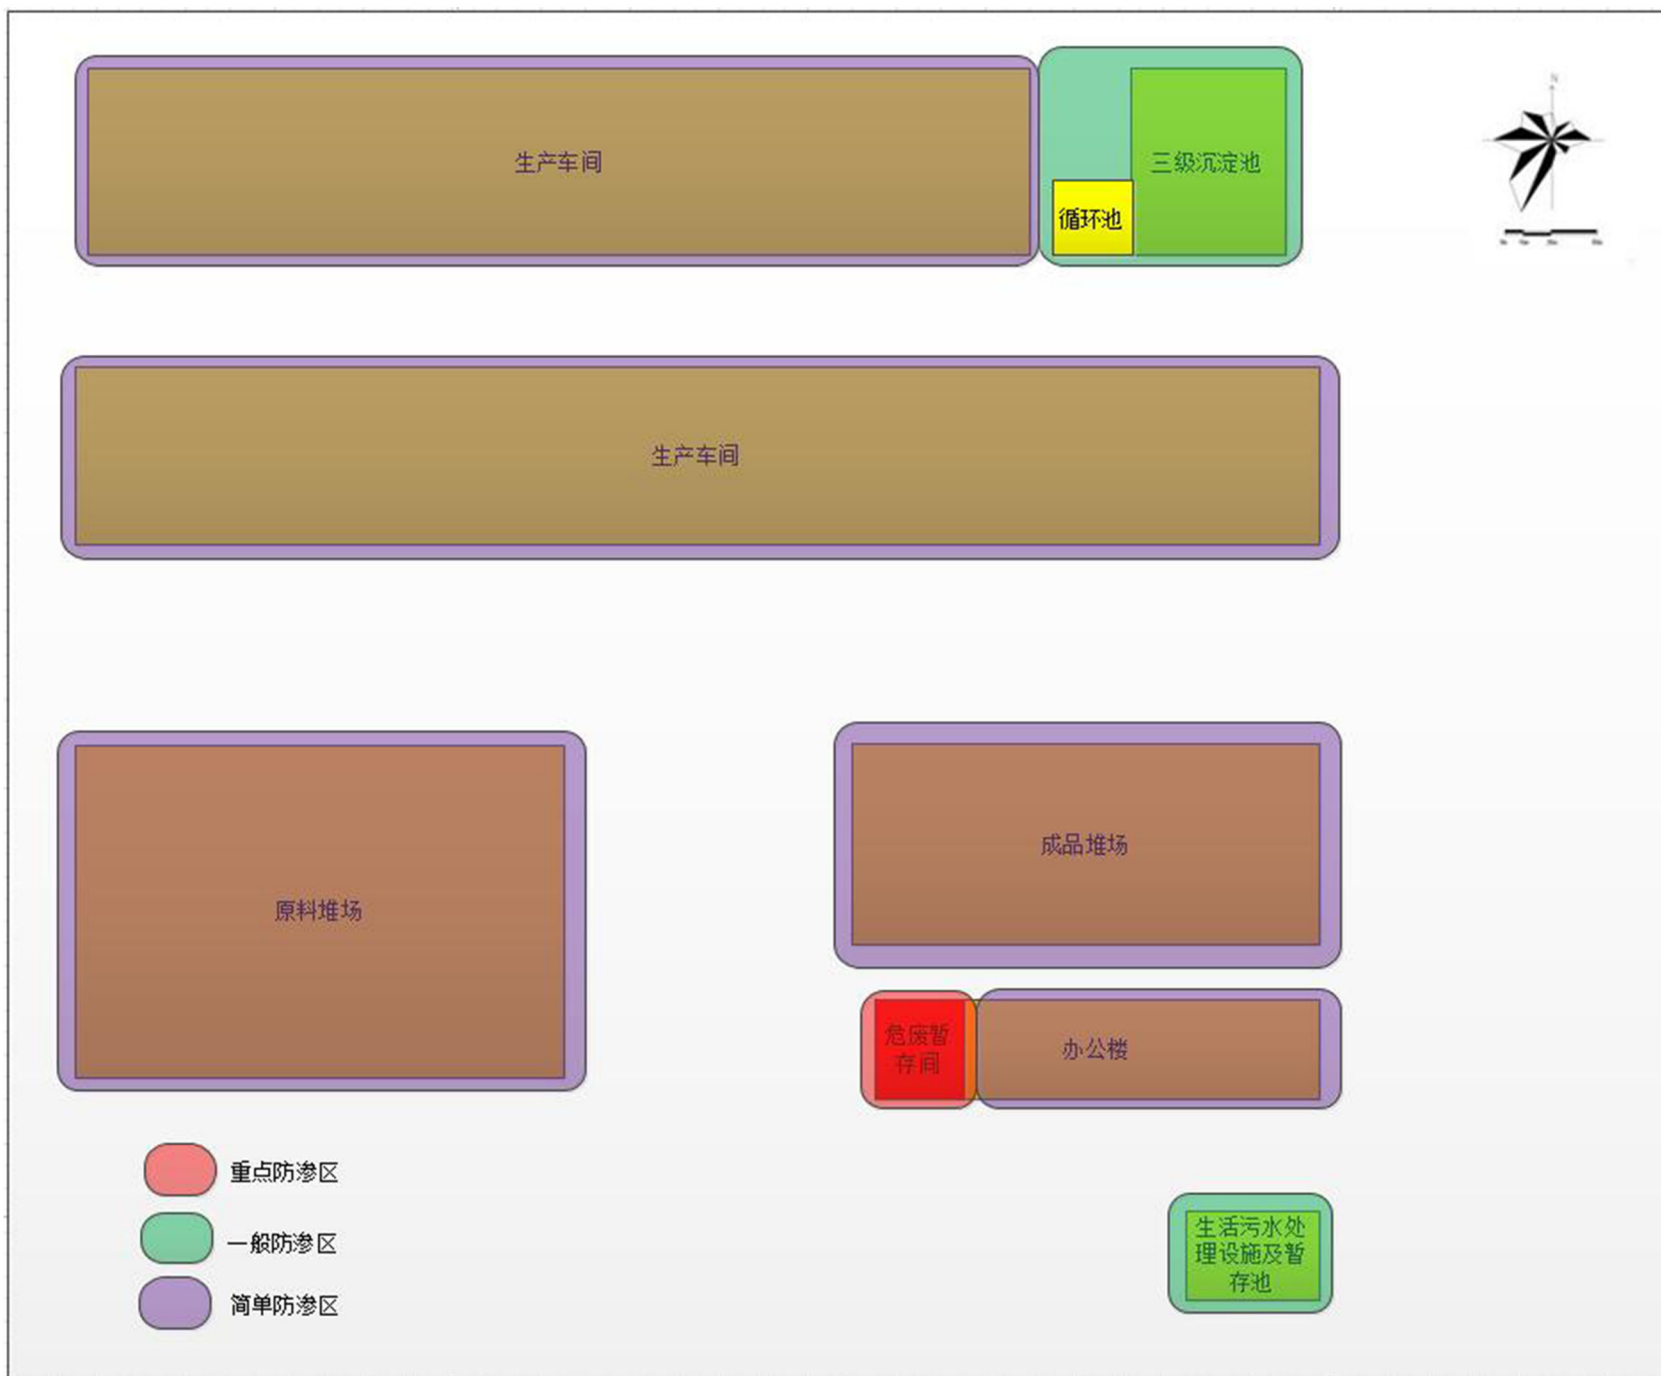 生产车间
三级沉淀池
循环池
N
生产车间
原料堆场
成品堆场
危废暂
存间
办公楼
重点防渗区
一般防渗区
简单防渗区
生活污水处
理设施及暂
存池